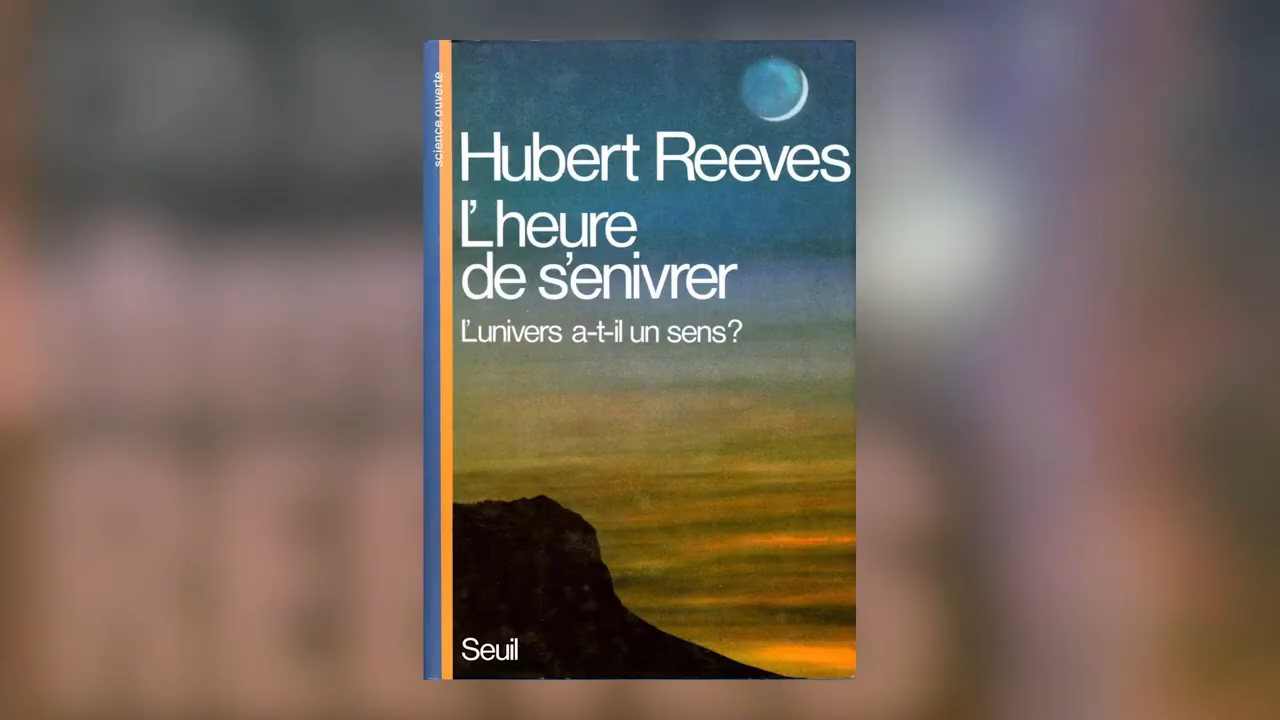 science ouverte
Hubert Reeves
L'heure
de s'enivrer
L'univers a-t-il un sens?
Seuil